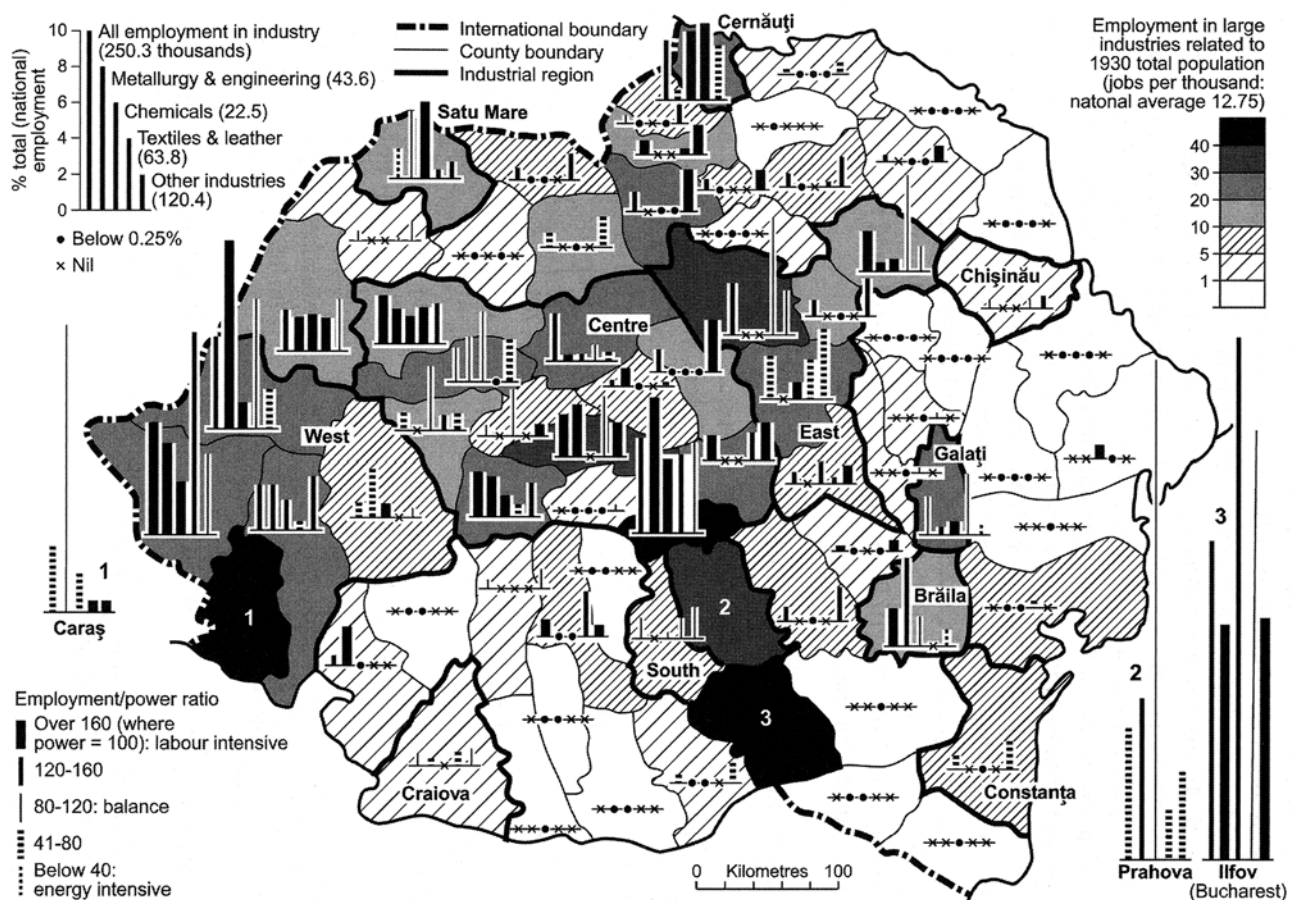 10
8
6
4
2
0
% total (national)
employment
All employment in industry
(250.3 thousands)
Metallurgy & engineering (43.6)
Chemicals (22.5)
Textiles & leather
(63.8)
Other industries
(120.4)
• Below 0.25%
× Nil
International boundary
County boundary
Industrial region
Employment in large
industries related to
1930 total population
(jobs per thousand:
natonal average 12.75)
40
30
20
10
5
1
Cernăuţi
Satu Mare
Chişinău
Centre
West
East
Galaţi
Brăila
South
Craiova
Constanţa
1
2
3
1
Caraş
2
Prahova
3
Ilfov
(Bucharest)
Employment/power ratio
Over 160 (where
power = 100): labour intensive
120-160
80-120: balance
41-80
Below 40:
energy intensive
0 Kilometres 100